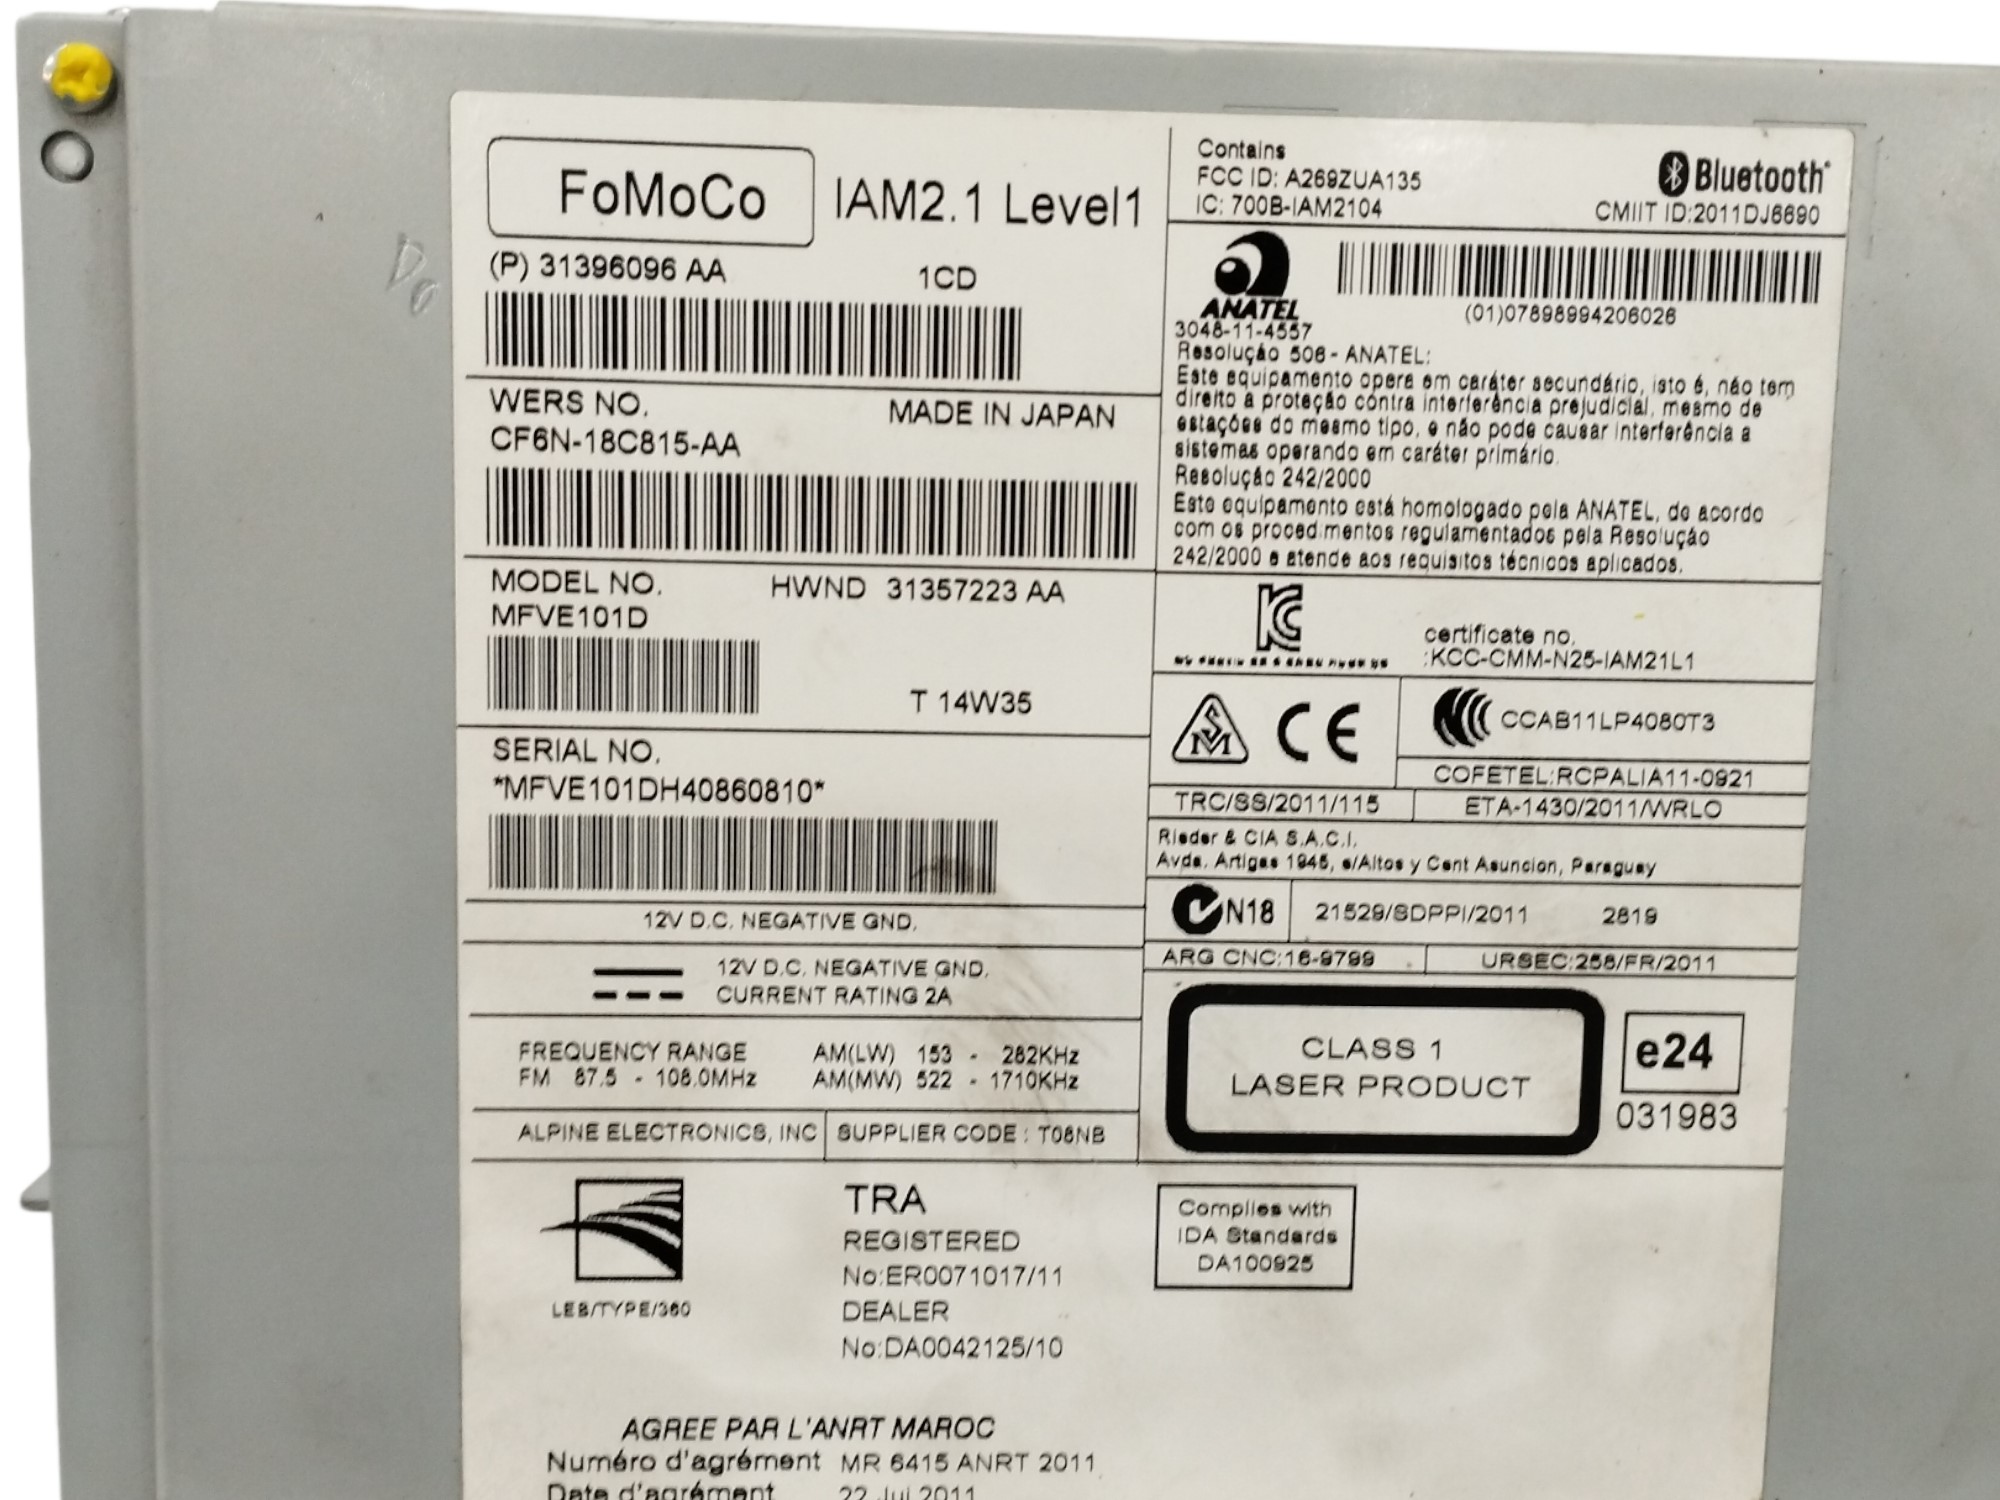 FoMoCo IAM2.1 Level1
(P) 31396096 AA 1CD
WERS NO. MADE IN JAPAN
CF6N-18C815-AA
MODEL NO. HWND 31357223 AA
MFVE101D
T 14W35
SERIAL NO.
*MFVE101DH40860810*
12V D.C. NEGATIVE GND.
12V D.C. NEGATIVE GND.
CURRENT RATING 2A
FREQUENCY RANGE AM(LW) 153 - 282KHz
FM 87.5 - 108.0MHz AM(MW) 522 - 1710KHz
ALPINE ELECTRONICS, INC SUPPLIER CODE : T08NB
Contains
FCC ID: A269ZUA135
IC: 700B-IAM2104
Bluetooth
CMIIT ID:2011DJ6690
ANATEL
(01)07898994206026
3048-11-4557
Resolução 506 - ANATEL:
Este equipamento opera em caráter secundário, isto é, não tem
direito a proteção contra interferência prejudicial, mesmo de
estações do mesmo tipo, e não pode causar interferência a
sistemas operando em caráter primário.
Resolução 242/2000
Este equipamento está homologado pela ANATEL, de acordo
com os procedimentos regulamentados pela Resolução
242/2000 e atende aos requisitos técnicos aplicados.
certificate no.
:KCC-CMM-N25-IAM21L1
CE CCAB11LP4080T3
COFETEL:RCPALIA11-0921
TRC/SS/2011/115 ETA-1430/2011/WRLO
Rieder & CIA S.A.C.I.
Avda. Artigas 1945, e/Altos y Cent Asuncion, Paraguay
N18 21529/SDPPI/2011 2819
ARG CNC:16-9799 URSEC:258/FR/2011
CLASS 1
LASER PRODUCT
e24
031983
LEB/TYPE/360
TRA
REGISTERED
No:ER0071017/11
DEALER
No:DA0042125/10
Complies with
IDA Standards
DA100925
AGREE PAR L'ANRT MAROC
Numéro d'agrément MR 6415 ANRT 2011
Date d'agrément 22 Jul 2011